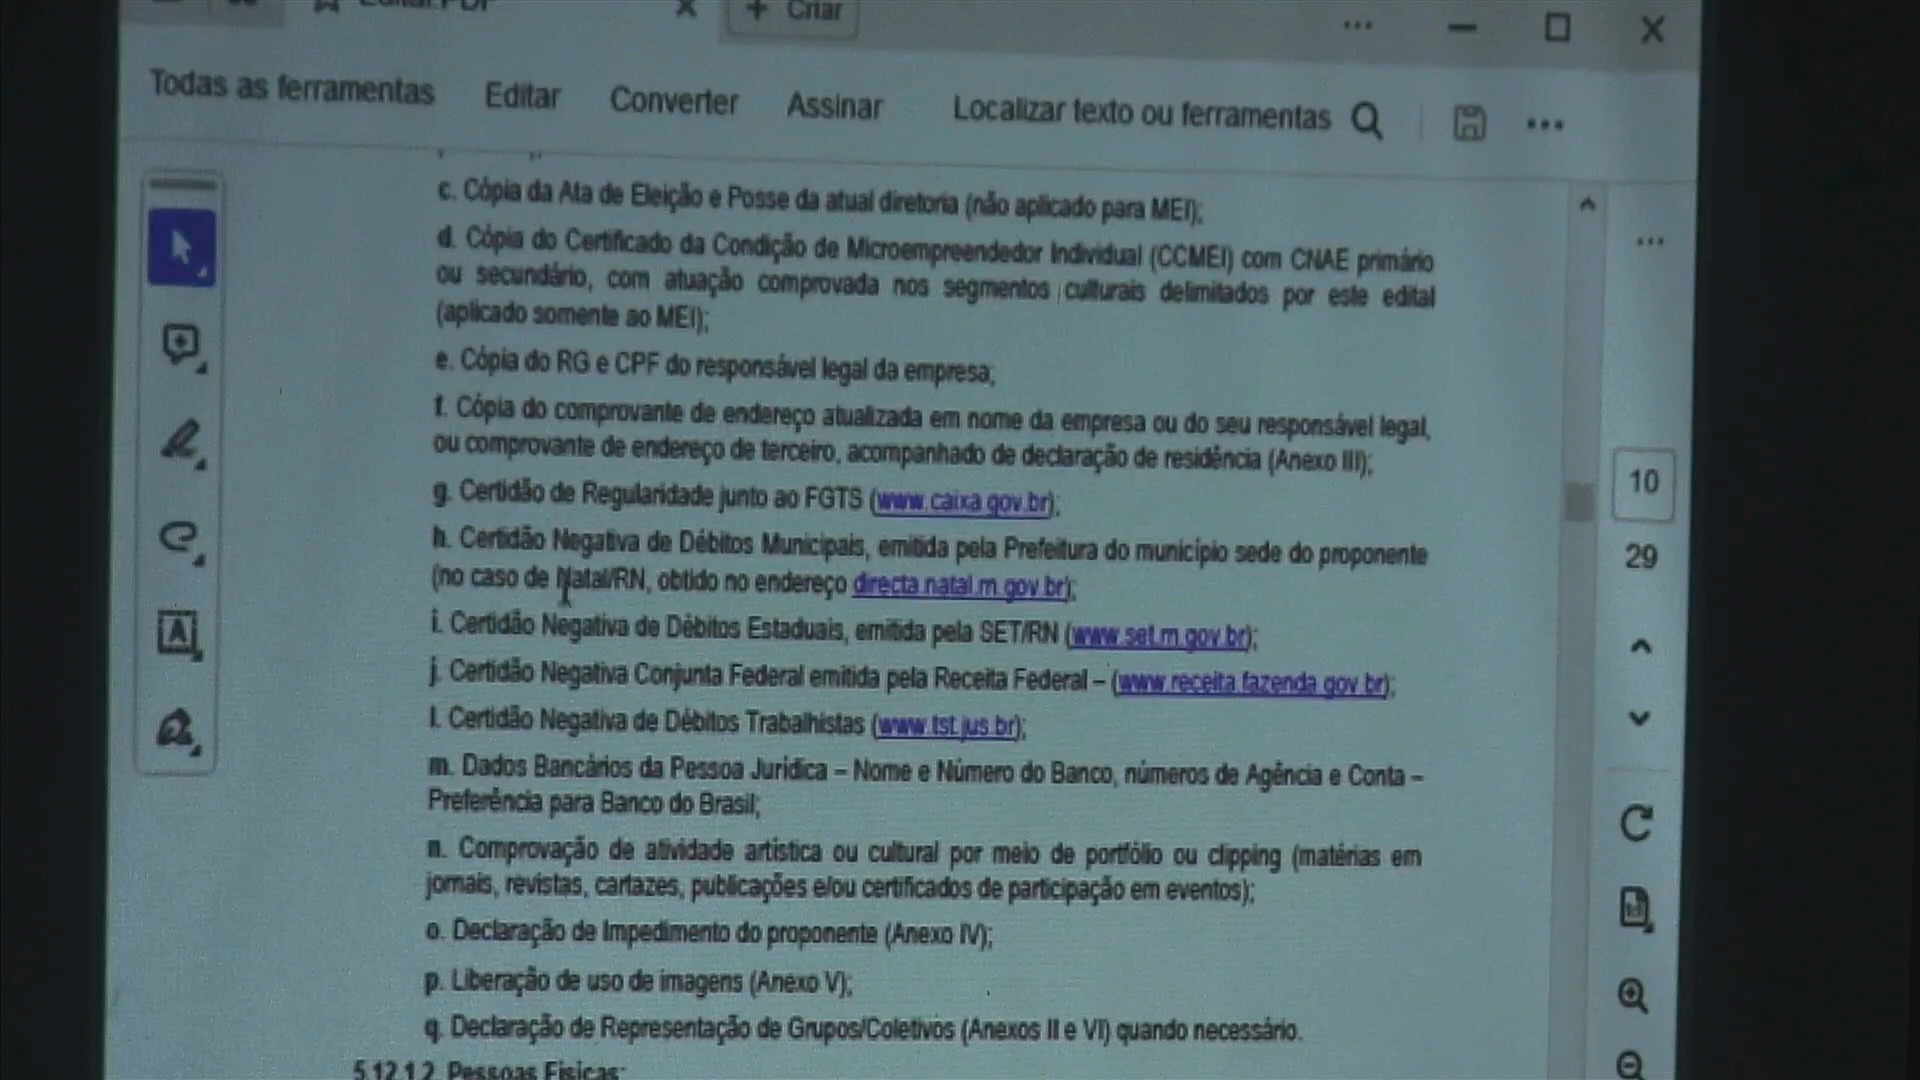 Edital.PDF
+ Criar
Todas as ferramentas Editar Converter Assinar Localizar texto ou ferramentas
c. Cópia da Ata de Eleição e Posse da atual diretoria (não aplicado para MEI);
d. Cópia do Certificado da Condição de Microempreendedor Individual (CCMEI) com CNAE primário
ou secundário, com atuação comprovada nos segmentos culturais delimitados por este edital
(aplicado somente ao MEI);
e. Cópia do RG e CPF do responsável legal da empresa;
f. Cópia do comprovante de endereço atualizada em nome da empresa ou do seu responsável legal,
ou comprovante de endereço de terceiro, acompanhado de declaração de residência (Anexo III);
g. Certidão de Regularidade junto ao FGTS (www.caixa.gov.br);
h. Certidão Negativa de Débitos Municipais, emitida pela Prefeitura do município sede do proponente
(no caso de Natal/RN, obtido no endereço directa.natal.rn.gov.br);
i. Certidão Negativa de Débitos Estaduais, emitida pela SET/RN (www.set.rn.gov.br);
j. Certidão Negativa Conjunta Federal emitida pela Receita Federal – (www.receita.fazenda.gov.br);
l. Certidão Negativa de Débitos Trabalhistas (www.tst.jus.br);
m. Dados Bancários da Pessoa Jurídica – Nome e Número do Banco, números de Agência e Conta –
Preferência para Banco do Brasil;
n. Comprovação de atividade artística ou cultural por meio de portfólio ou clipping (matérias em
jornais, revistas, cartazes, publicações e/ou certificados de participação em eventos);
o. Declaração de Impedimento do proponente (Anexo IV);
p. Liberação de uso de imagens (Anexo V);
q. Declaração de Representação de Grupos/Coletivos (Anexos II e VI) quando necessário.
5.12.1.2. Pessoas Físicas:
10
29